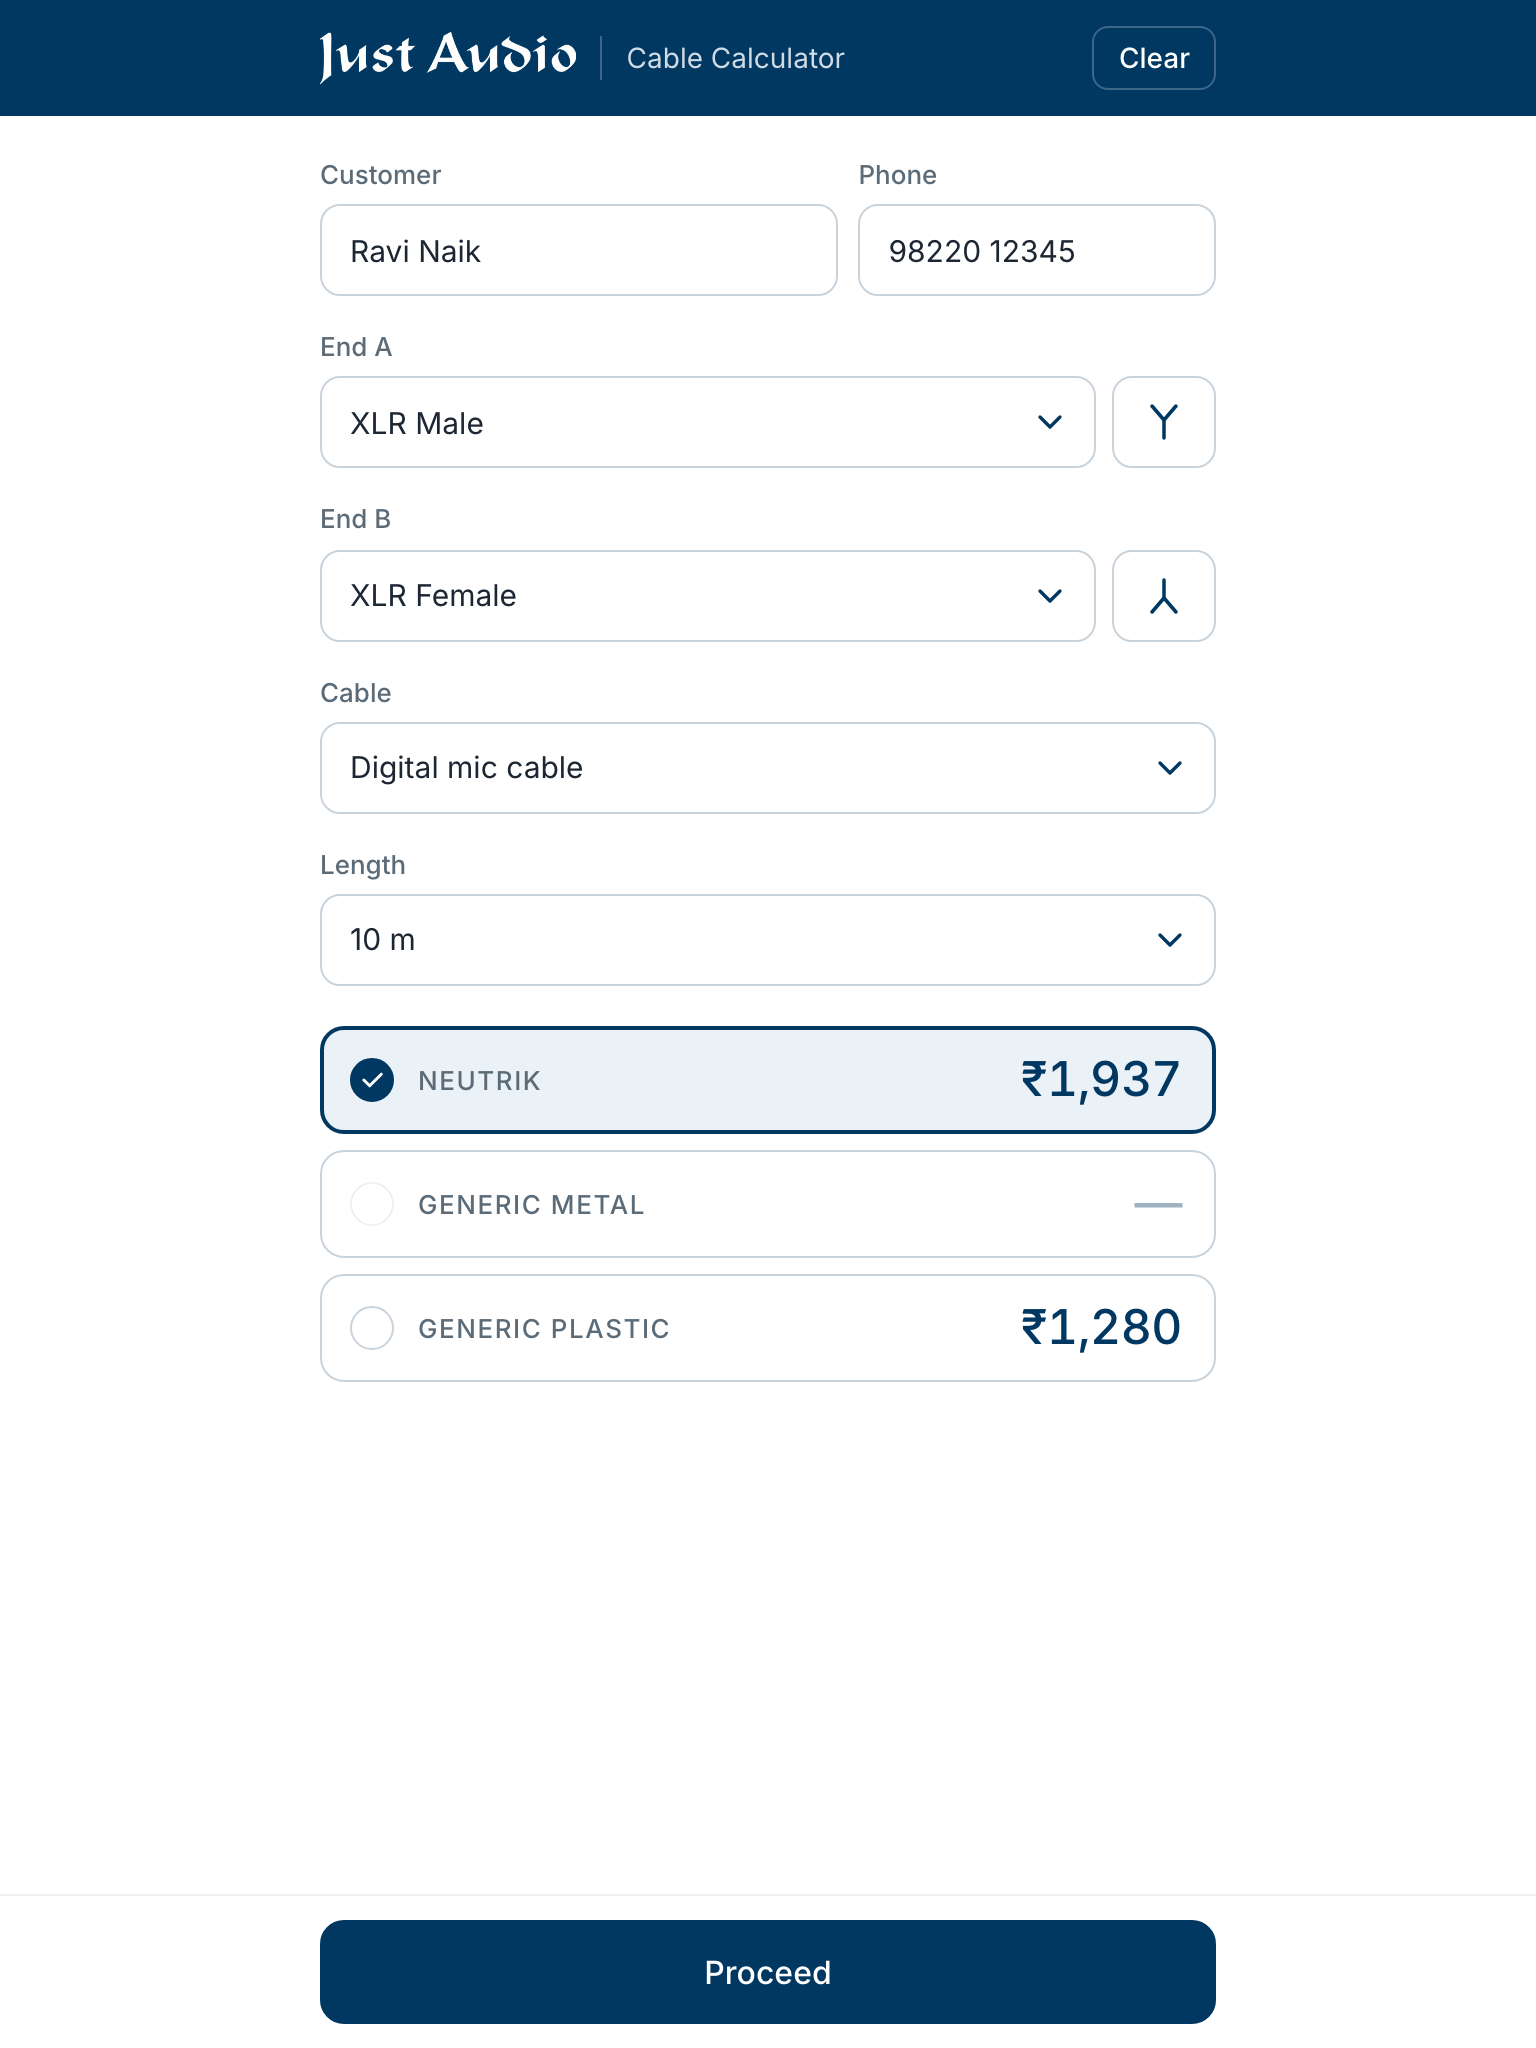 Just Audio
Cable Calculator
Clear
Customer
Phone
Ravi Naik
98220 12345
End A
XLR Male
End B
XLR Female
Cable
Digital mic cable
Length
10 m
NEUTRIK
₹1,937
GENERIC METAL
—
GENERIC PLASTIC
₹1,280
Proceed